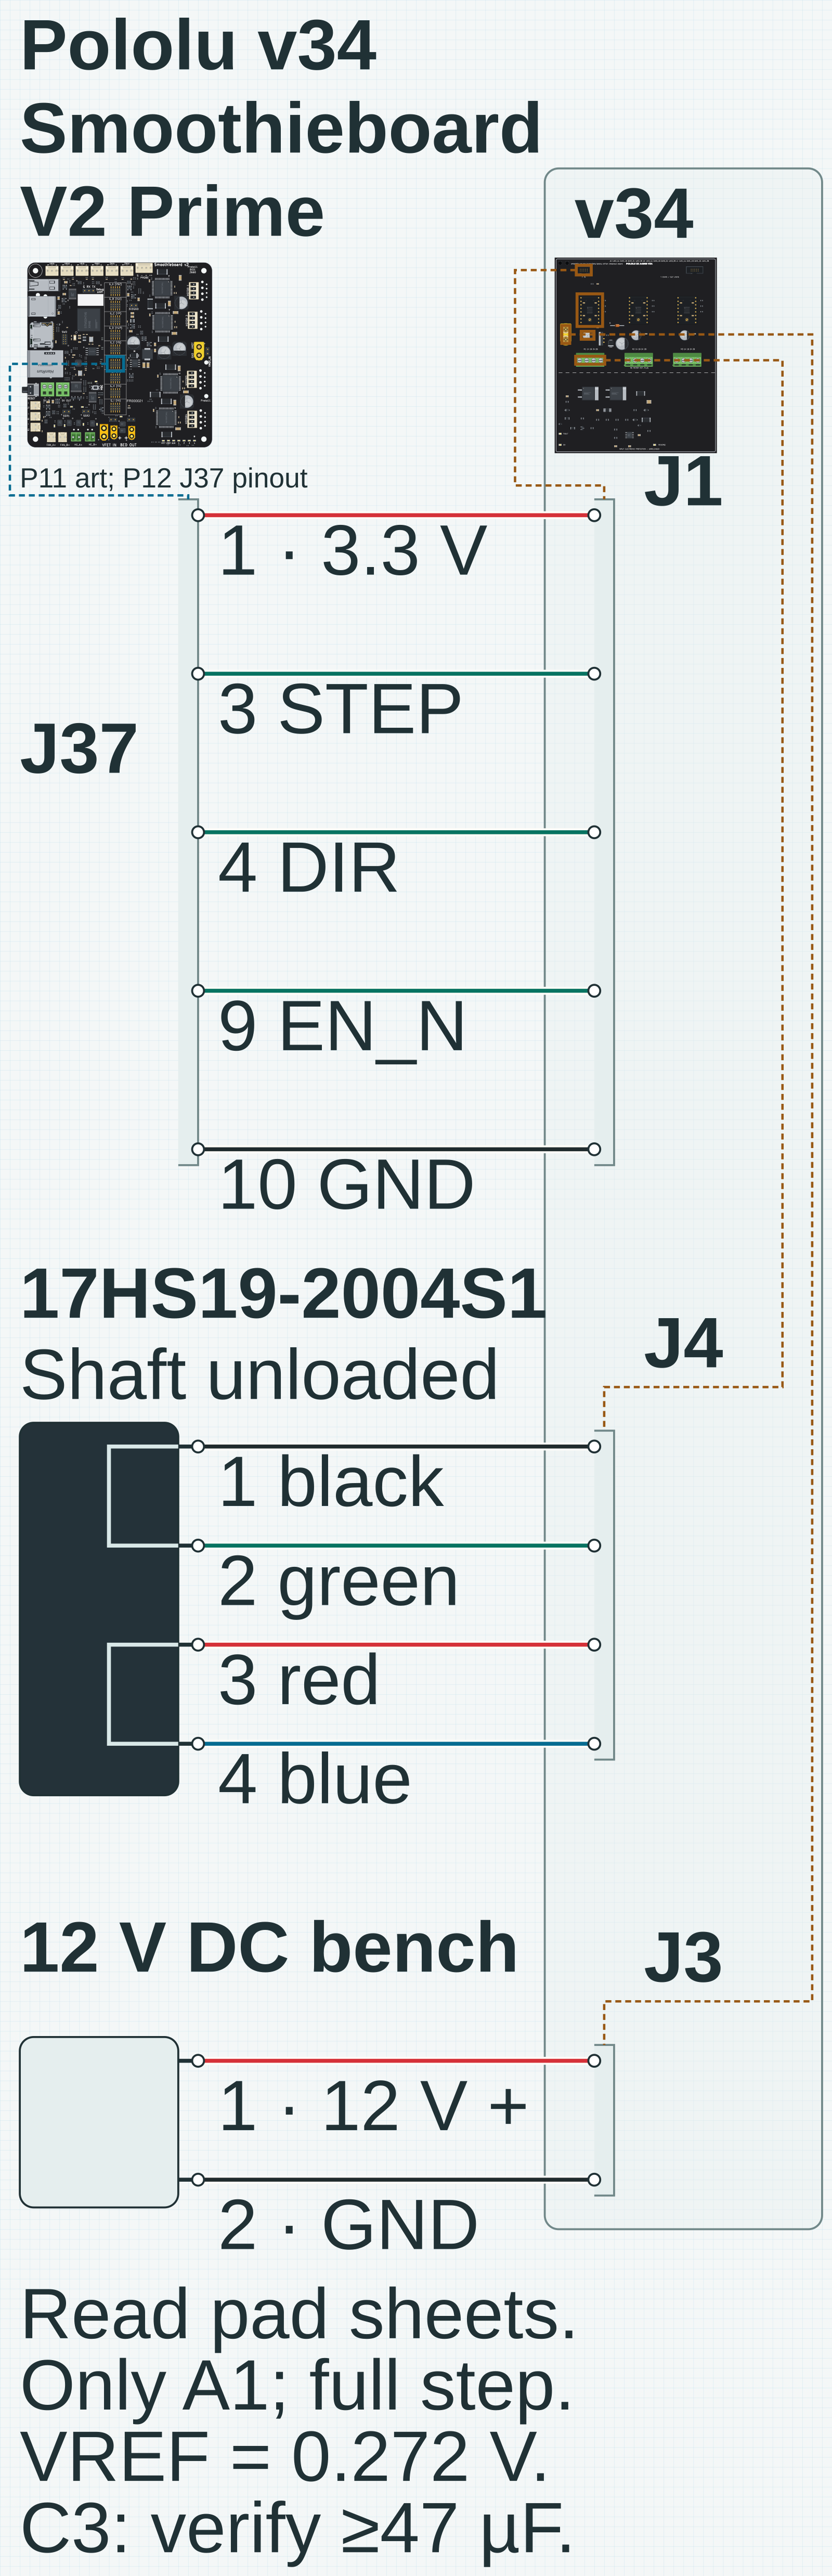 Pololu v34
Smoothieboard
V2 Prime
v34
P11 art; P12 J37 pinout
J1
1 · 3.3 V
3 STEP
J37
4 DIR
9 EN_N
10 GND
17HS19-2004S1
J4
Shaft unloaded
1 black
2 green
3 red
4 blue
12 V DC bench
J3
1 · 12 V +
2 · GND
Read pad sheets.
Only A1; full step.
VREF = 0.272 V.
C3: verify ≥47 µF.